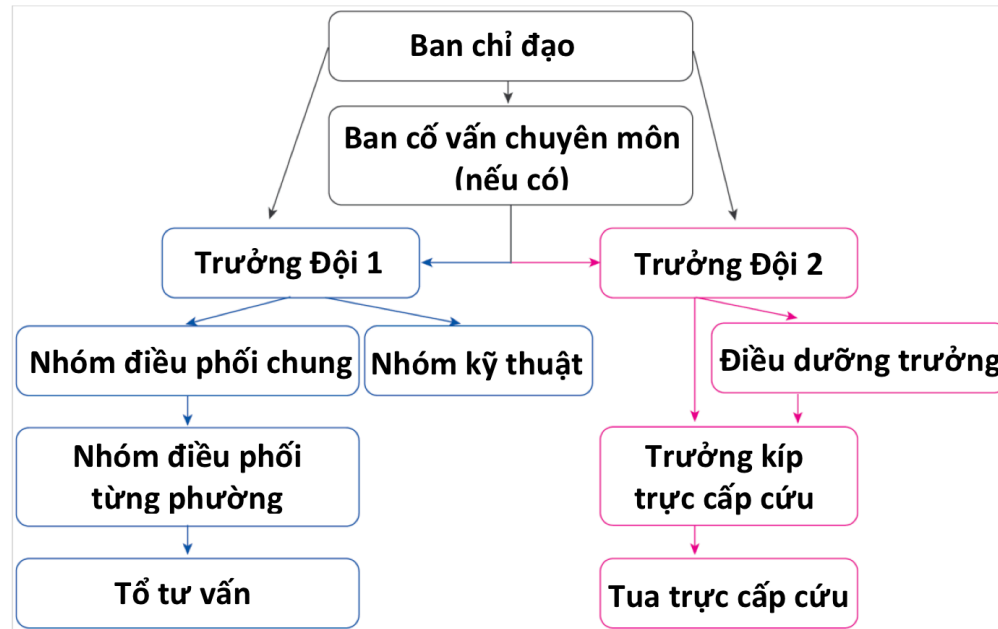 Ban chỉ đạo
Ban cố vấn chuyên môn
(nếu có)
Trưởng Đội 1
Trưởng Đội 2
Nhóm điều phối chung
Nhóm kỹ thuật
Điều dưỡng trưởng
Nhóm điều phối
từng phường
Trưởng kíp
trực cấp cứu
Tổ tư vấn
Tua trực cấp cứu